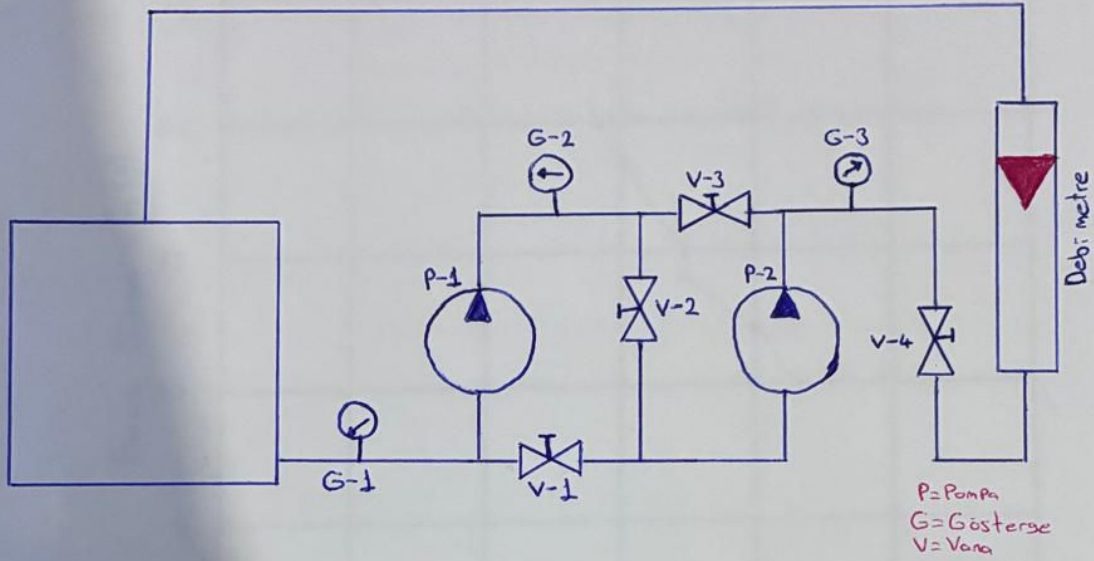 G-2
G-3
V-3
P-1
P-2
V-2
V-4
Debimetre
G-1
V-1
P=Pompa
G=Gösterge
V=Vana